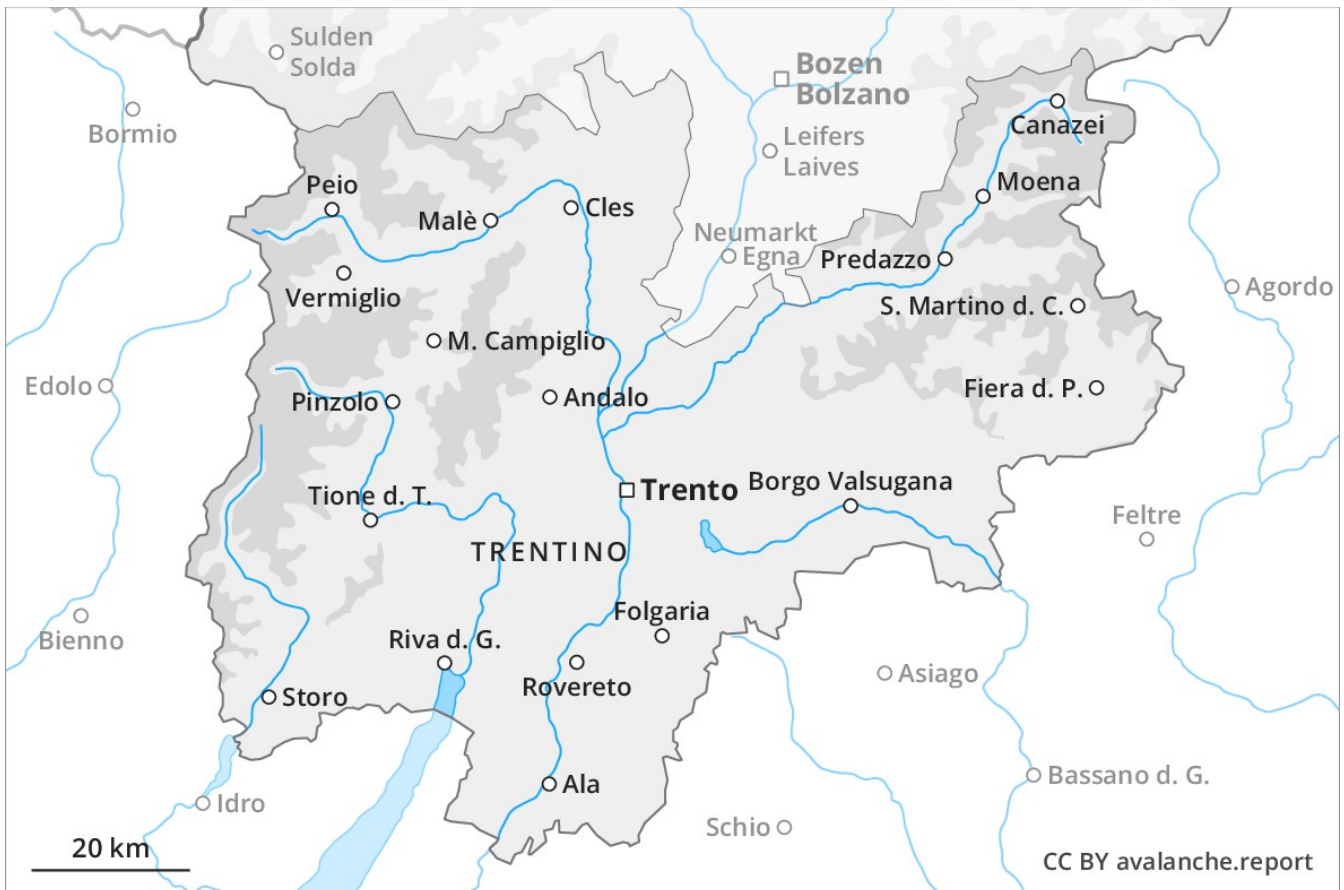 Sulden
Solda
Bozen
Bolzano
Bormio
Canazei
Leifers
Laives
Peio
Moena
Malè
Cles
Neumarkt
Egna
Predazzo
Vermiglio
Agordo
S. Martino d. C.
M. Campiglio
Edolo
Fiera d. P.
Pinzolo
Andalo
Trento
Borgo Valsugana
Tione d. T.
Feltre
TRENTINO
Folgaria
Bienno
Riva d. G.
Asiago
Rovereto
Storo
Bassano d. G.
Ala
Idro
Schio
20 km
CC BY avalanche.report